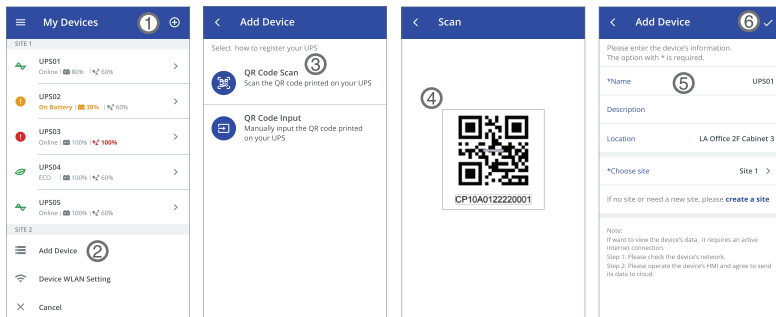 My Devices
1
SITE 1
UPS01
Online | 80% | 60%
UPS02
On Battery | 30% | 60%
UPS03
Online | 100% | 100%
UPS04
ECO | 100% | 60%
UPS05
Online | 100% | 60%
SITE 2
Add Device
2
Device WLAN Setting
Cancel
Add Device
Select how to register your UPS
3
QR Code Scan
Scan the QR code printed on your UPS
QR Code Input
Manually input the QR code printed
on your UPS
Scan
4
CP10A0122220001
Add Device
6
Please enter the device's information.
The option with * is required.
*Name
5
UPS01
Description
Location LA Office 2F Cabinet 3
*Choose site Site 1
If no site or need a new site, please create a site
Note:
If want to view the device's data, it requires an active
internet connection.
Step 1: Please check the device's network.
Step 2: Please operate the device's HMI and agree to send
its data to cloud.